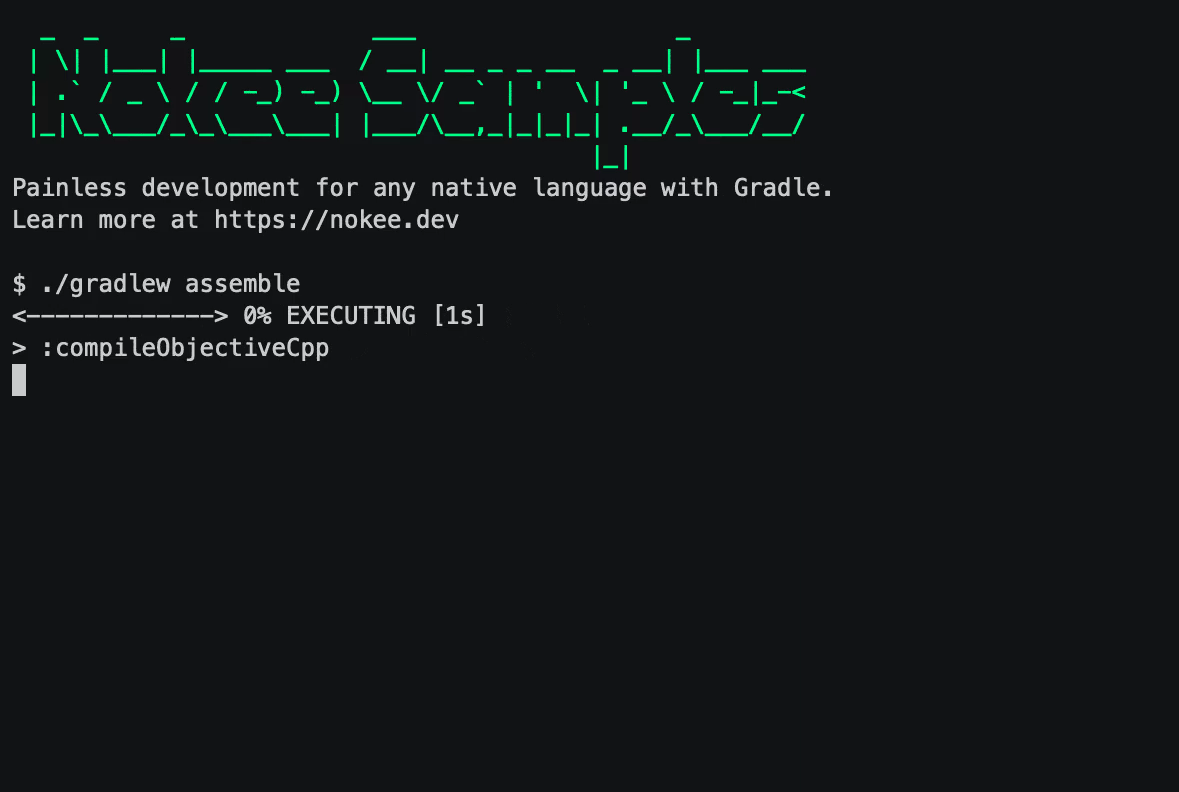 Nokee Samples
Painless development for any native language with Gradle.
Learn more at https://nokee.dev
$ ./gradlew assemble
<-------------> 0% EXECUTING [1s]
> :compileObjectiveCpp